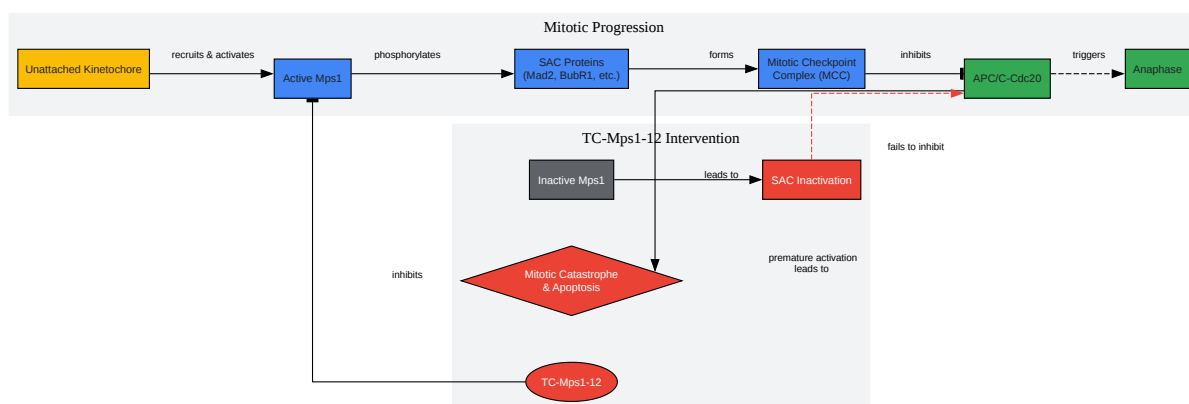 Mitotic Progression
Unattached Kinetochore
recruits & activates
Active Mps1
phosphorylates
SAC Proteins
(Mad2, BubR1, etc.)
forms
Mitotic Checkpoint
Complex (MCC)
inhibits
APC/C-Cdc20
triggers
Anaphase
TC-Mps1-12 Intervention
fails to inhibit
Inactive Mps1
leads to
SAC Inactivation
premature activation
leads to
inhibits
Mitotic Catastrophe
& Apoptosis
TC-Mps1-12